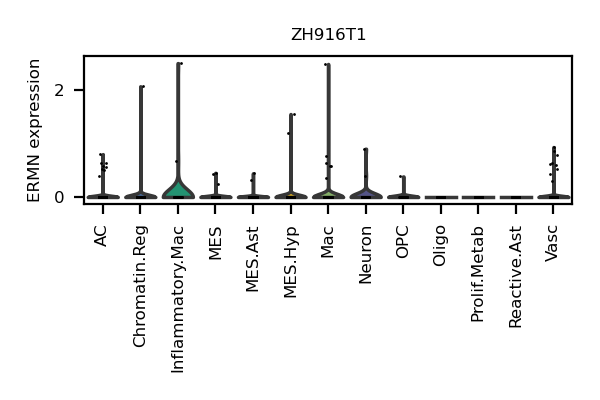 ZH916T1
ERMN expression
2
0
AC
Chromatin.Reg
Inflammatory.Mac
MES
MES.Ast
MES.Hyp
Mac
Neuron
OPC
Oligo
Prolif.Metab
Reactive.Ast
Vasc